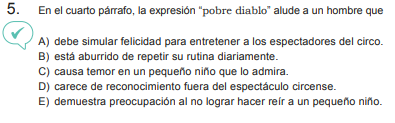 5. En el cuarto párrafo, la expresión “pobre diablo” alude a un hombre que
A) debe simular felicidad para entretener a los espectadores del circo.
B) está aburrido de repetir su rutina diariamente.
C) causa temor en un pequeño niño que lo admira.
D) carece de reconocimiento fuera del espectáculo circense.
E) demuestra preocupación al no lograr hacer reír a un pequeño niño.